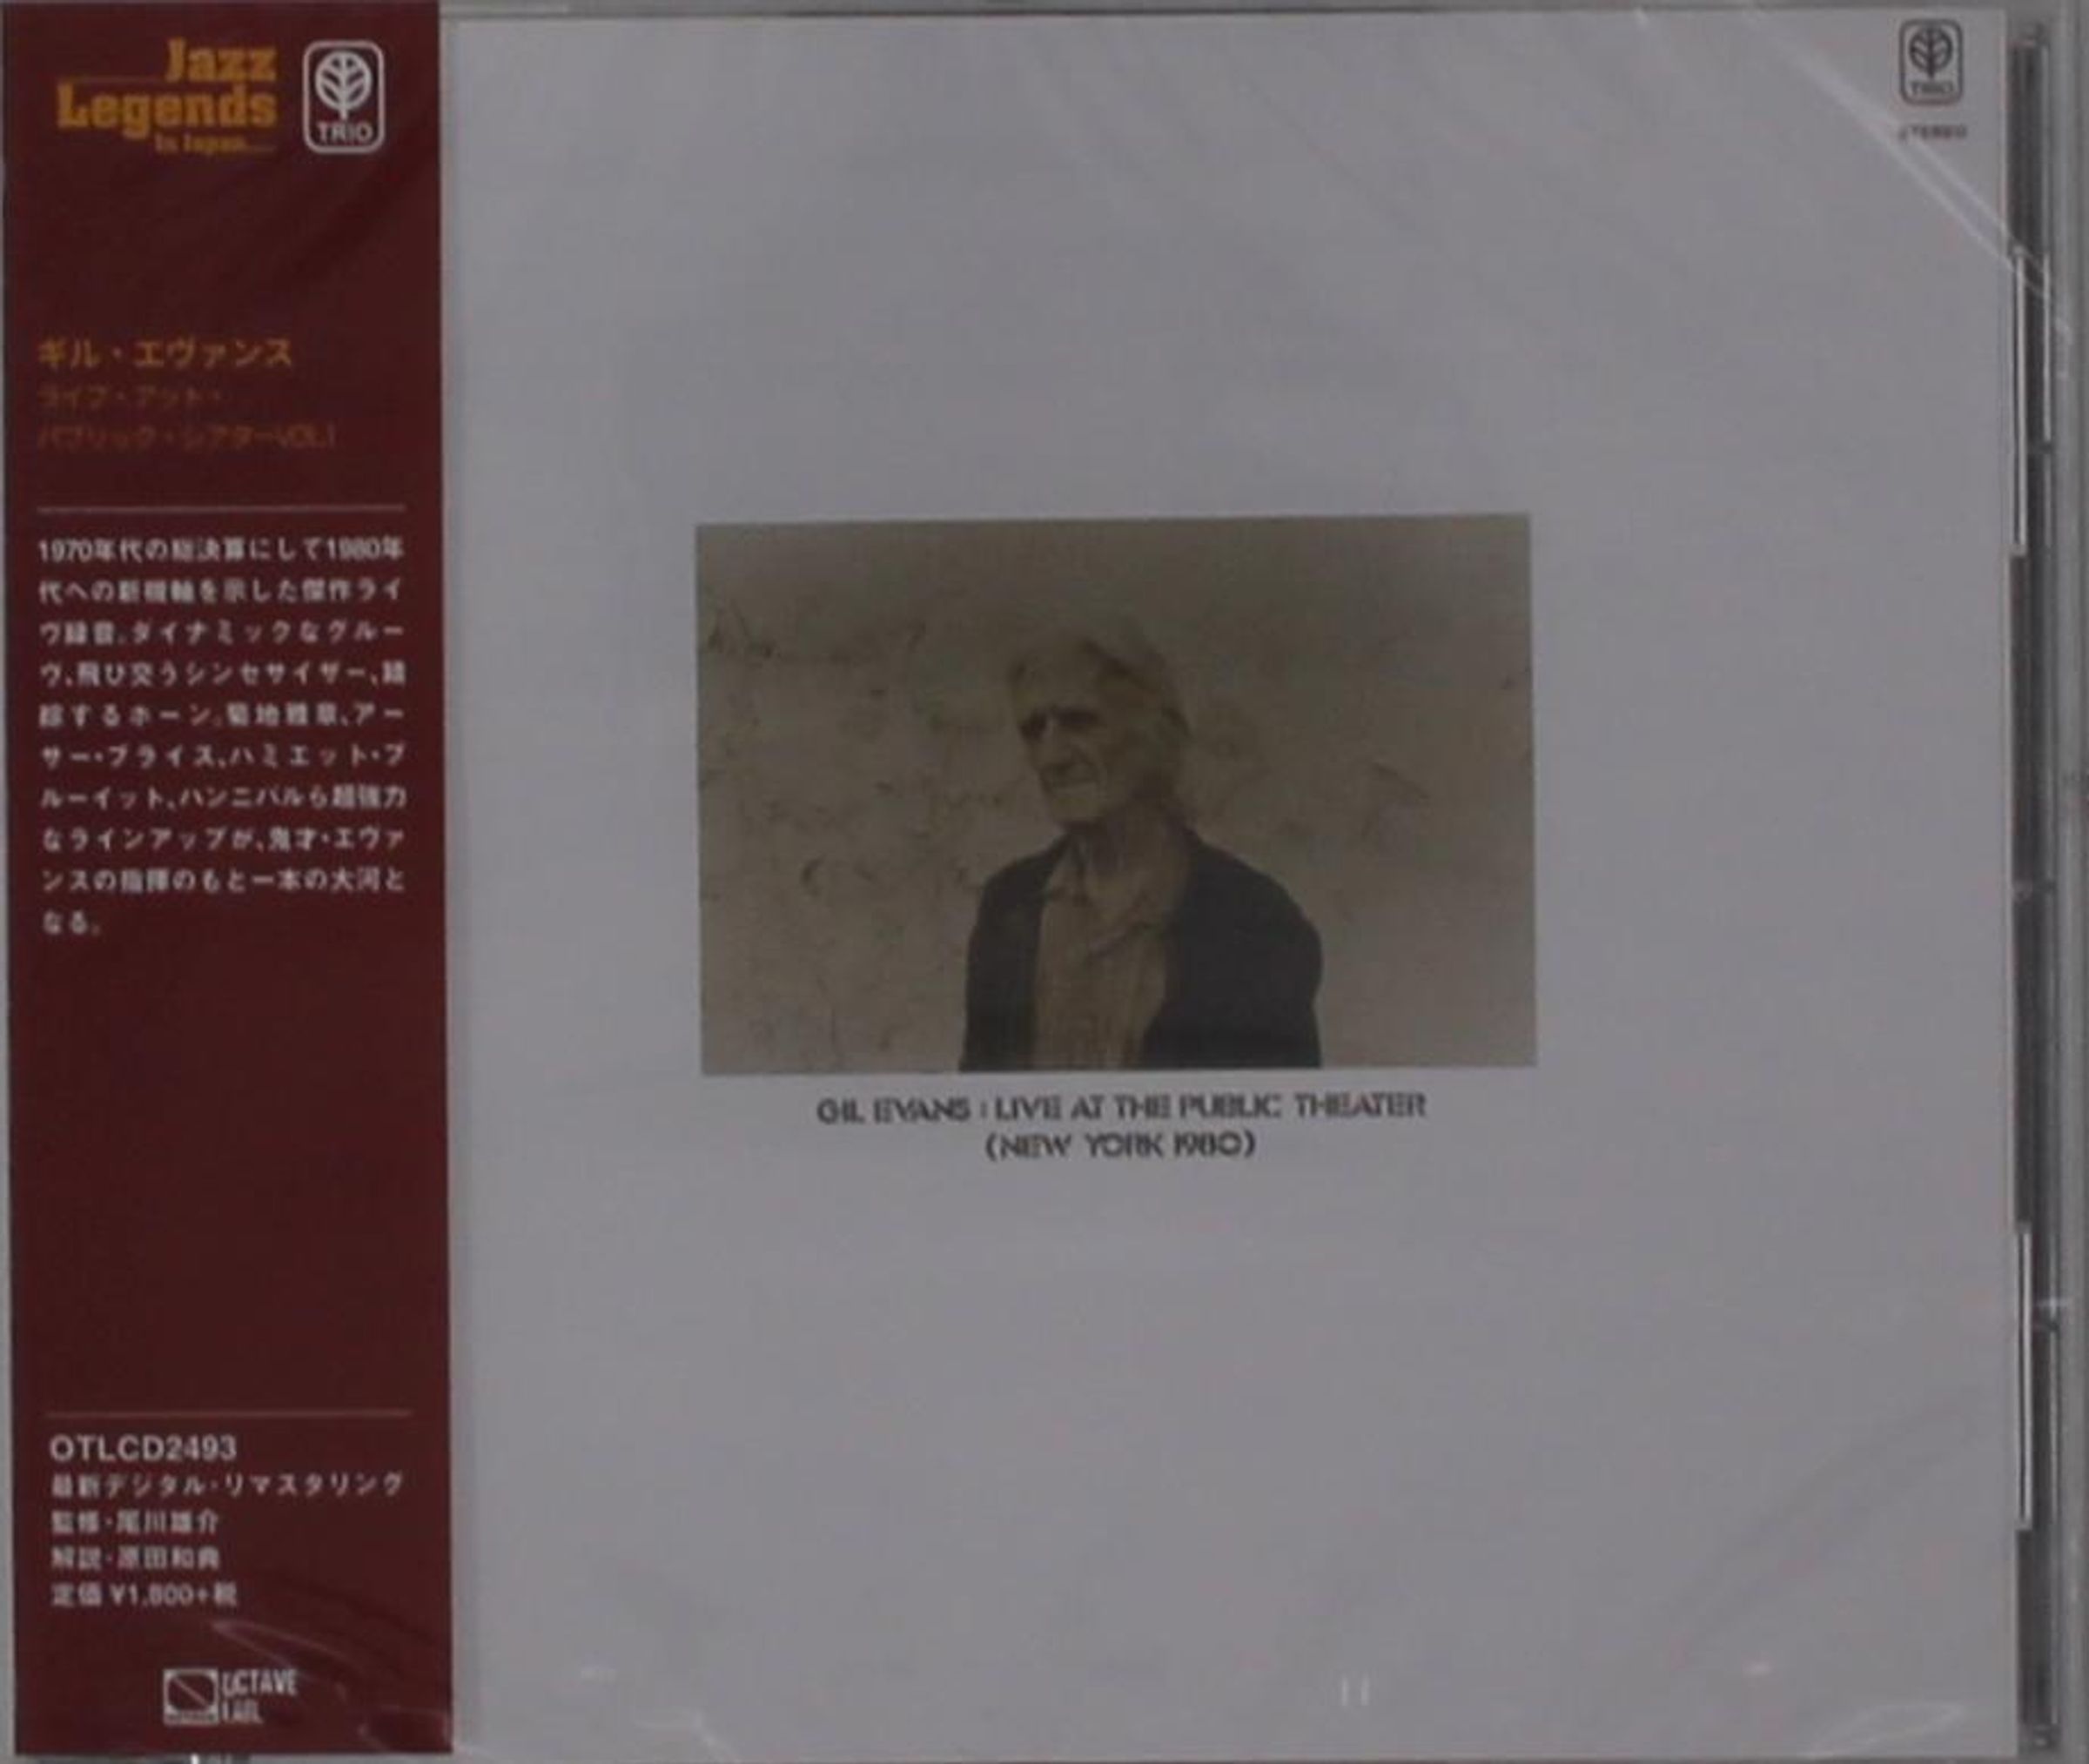 Jazz
Legends
In Japan
TRIO
ギル・エヴァンス
ライブ・アット・
パブリック・シアターVOL.1
1970年代の総決算にして1980年
代への新機軸を示した傑作ライ
ヴ録音。ダイナミックなグルー
ヴ、飛び交うシンセサイザー、錯
綜するホーン。菊地雅章、アー
サー・ブライス、ハミエット・ブ
ルーイット、ハンニバルら超強力
なラインアップが、鬼才・エヴァ
ンスの指揮のもと一本の大河と
なる。
OTLCD2493
最新デジタル・リマスタリング
監修・尾川雄介
解説・原田和典
定価 ¥1,800+税
OCTAVE
LABL
TRIO
STEREO
GIL EVANS : LIVE AT THE PUBLIC THEATER
(NEW YORK 1980)